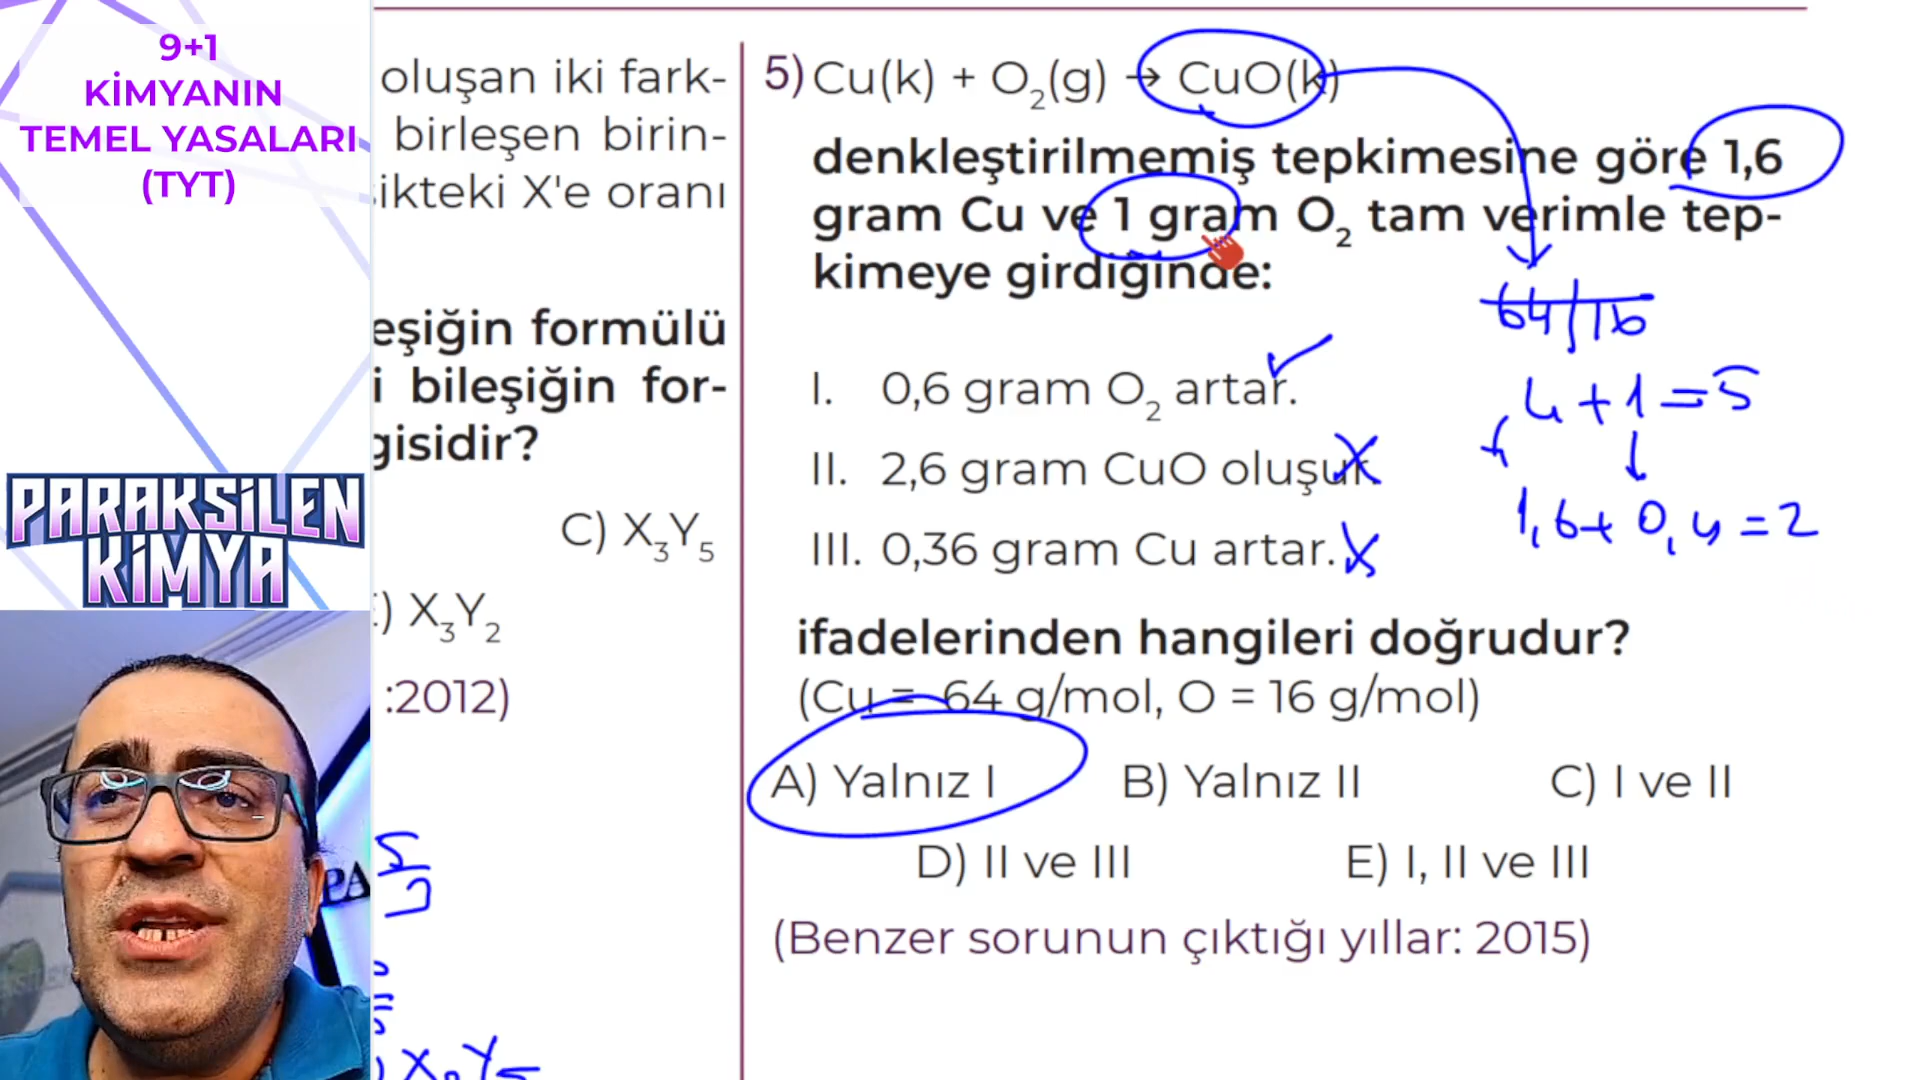 9+1
KİMYANIN
TEMEL YASALARI
(TYT)
PARAKSİLEN
KİMYA
oluşan iki fark-
birleşen birin-
sikteki X'e oranı
eşiğin formülü
i bileşiğin for-
gisidir?
C) X3Y5
E) X3Y2
:2012)
5) Cu(k) + O2(g) → CuO(k)
denkleştirilmemiş tepkimesine göre 1,6
gram Cu ve 1 gram O2 tam verimle tep-
kimeye girdiğinde:
64/16
I. 0,6 gram O2 artar.
4+1=5
II. 2,6 gram CuO oluşur.
1,6+0,4=2
III. 0,36 gram Cu artar.
ifadelerinden hangileri doğrudur?
(Cu = 64 g/mol, O = 16 g/mol)
A) Yalnız I B) Yalnız II C) I ve II
D) II ve III E) I, II ve III
(Benzer sorunun çıktığı yıllar: 2015)